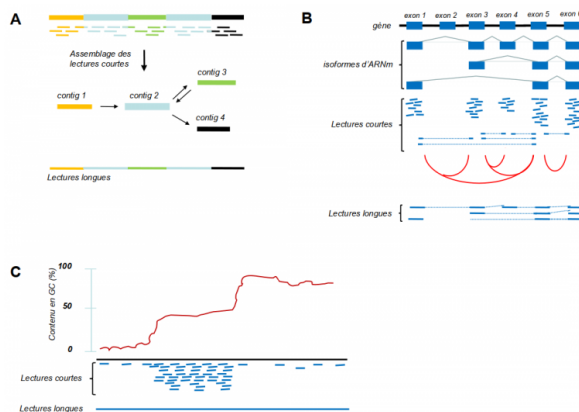 A
Assemblage des
lectures courtes
contig 1
contig 2
contig 3
contig 4
Lectures longues
B
exon 1 exon 2 exon 3 exon 4 exon 5 exon 6
gène
isoformes d'ARNm
Lectures courtes
Lectures longues
C
Contenu en GC (%)
100
50
0
Lectures courtes
Lectures longues